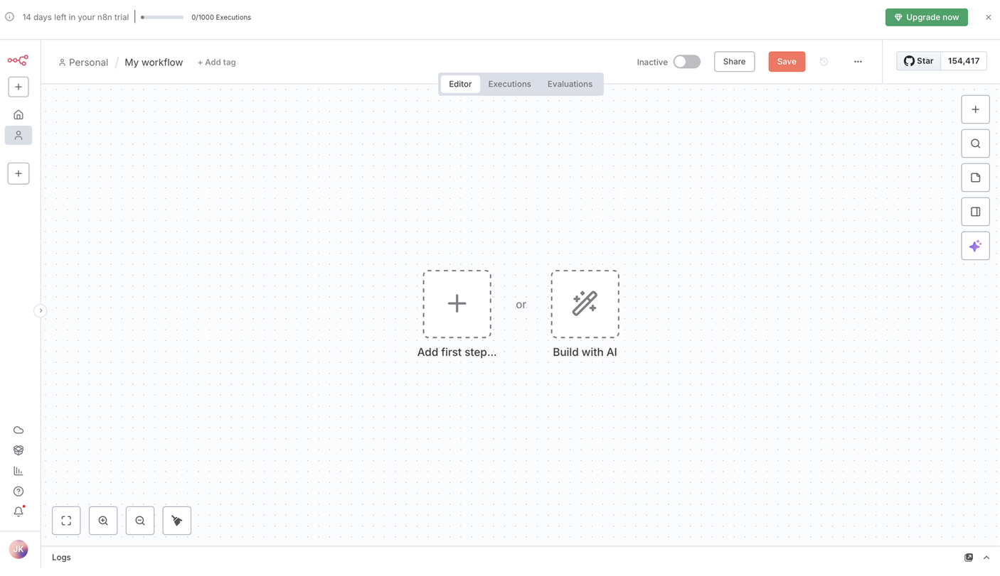 14 days left in your n8n trial
0/1000 Executions
Upgrade now
Personal / My workflow
+ Add tag
Inactive
Share
Save
Star
154,417
Editor
Executions
Evaluations
or
Add first step...
Build with AI
JK
Logs